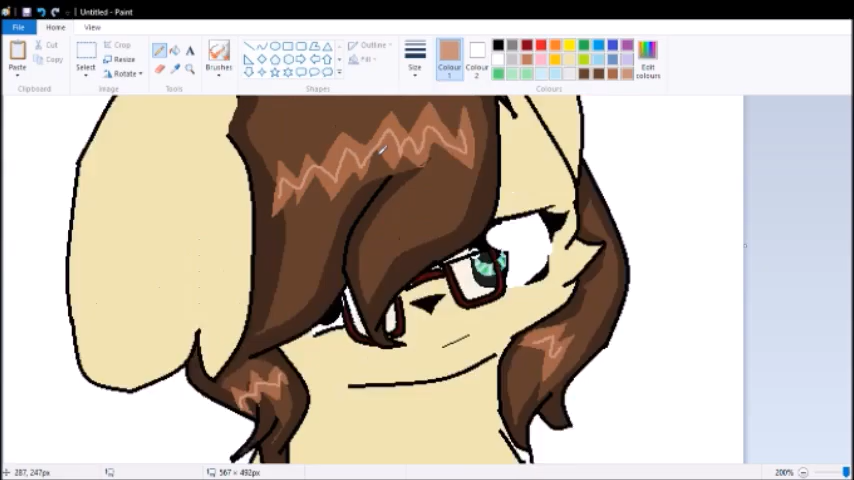 Untitled - Paint
File Home View
Paste
Cut
Copy
Clipboard
Select
Crop
Resize
Rotate
Image
Tools
Brushes
Shapes
Outline
Fill
Size
Colour 1
Colour 2
Edit colours
Colours
287, 247px
567 × 492px
200%